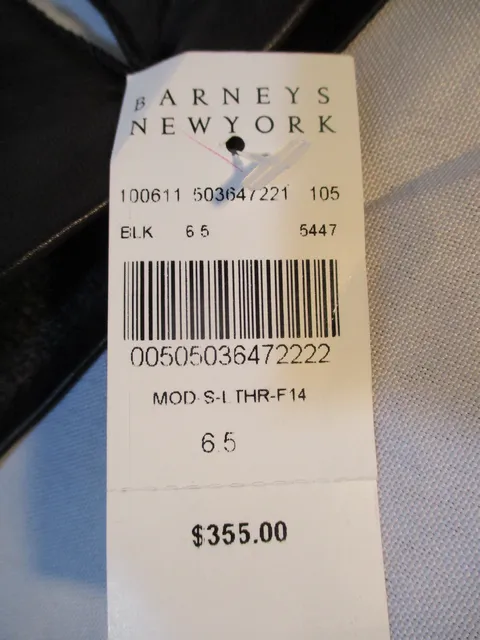 BARNEYS
NEWYORK
100611 503647221 105
BLK 6.5 5447
00505036472222
MOD-S-LTHR-F14
6.5
$355.00